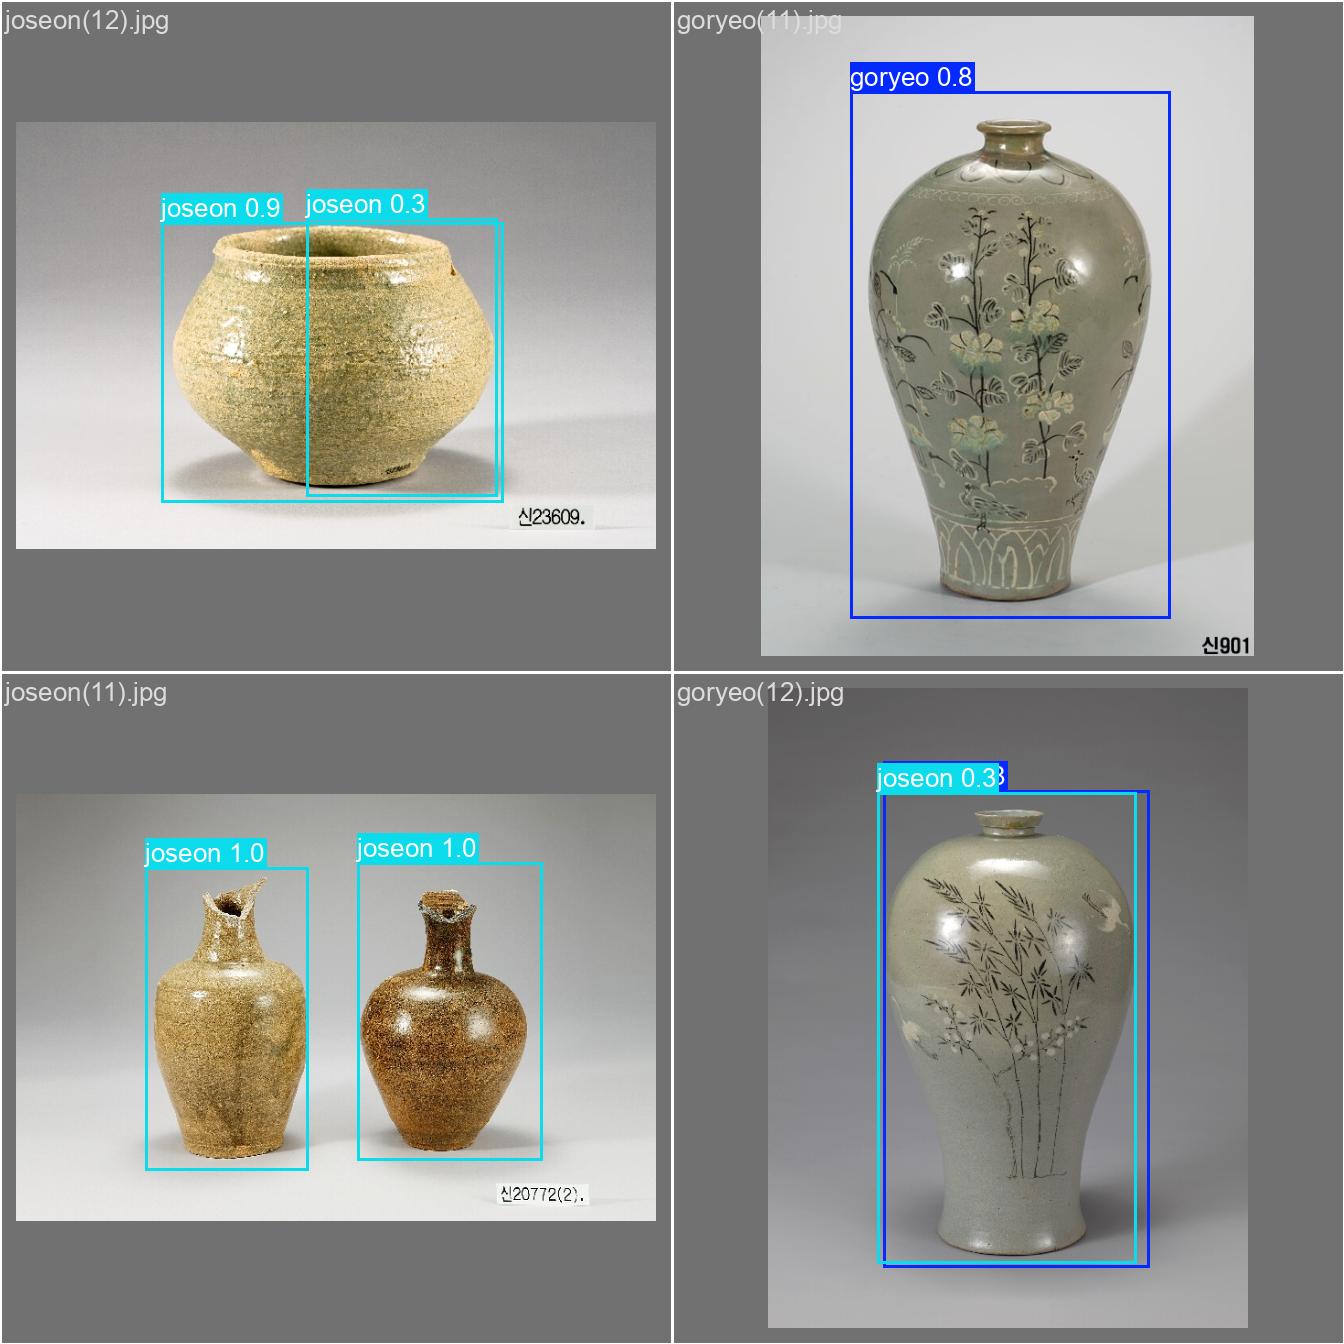 joseon(12).jpg
joseon 0.9
joseon 0.3
신23609.
goryeo(11).jpg
goryeo 0.8
신901
joseon(11).jpg
joseon 1.0
joseon 1.0
신20772(2).
goryeo(12).jpg
joseon 0.3